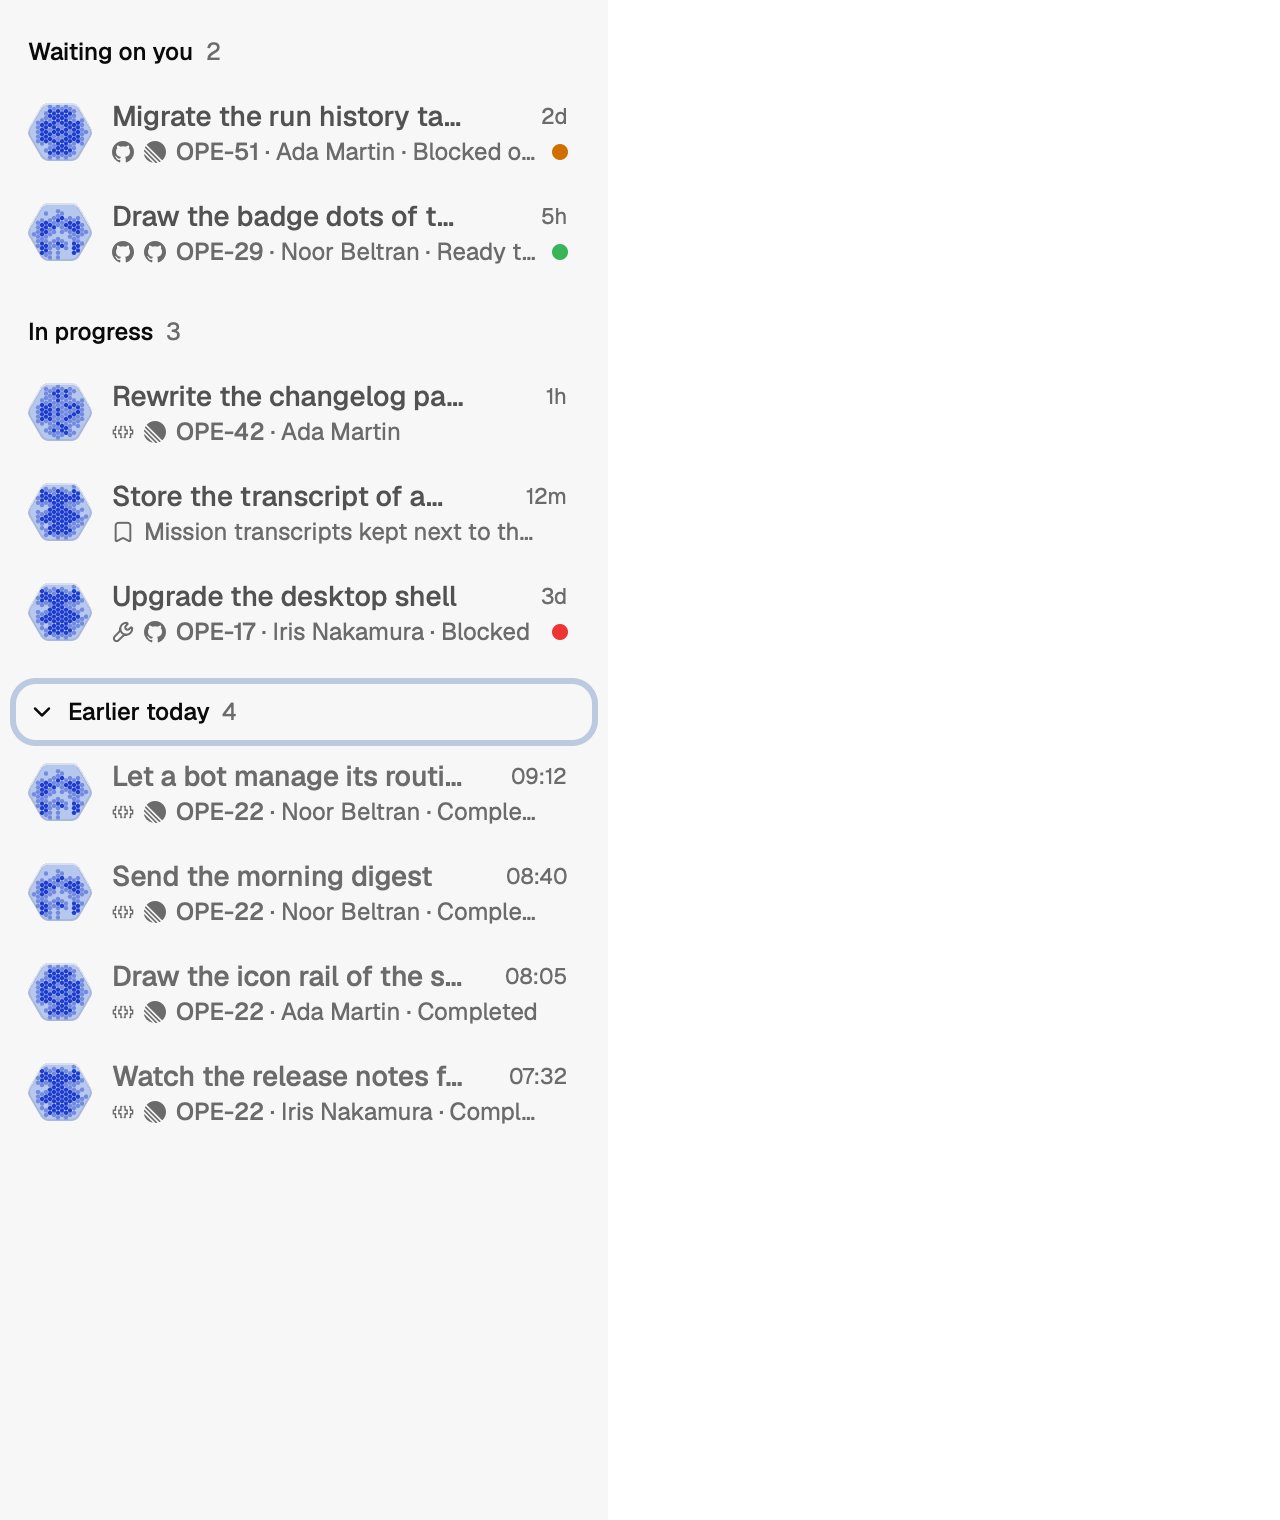 Waiting on you 2
Migrate the run history ta… 2d
OPE-51 · Ada Martin · Blocked o…
Draw the badge dots of t… 5h
OPE-29 · Noor Beltran · Ready t…
In progress 3
Rewrite the changelog pa… 1h
OPE-42 · Ada Martin
Store the transcript of a… 12m
Mission transcripts kept next to th…
Upgrade the desktop shell 3d
OPE-17 · Iris Nakamura · Blocked
Earlier today 4
Let a bot manage its routi… 09:12
OPE-22 · Noor Beltran · Comple…
Send the morning digest 08:40
OPE-22 · Noor Beltran · Comple…
Draw the icon rail of the s… 08:05
OPE-22 · Ada Martin · Completed
Watch the release notes f… 07:32
OPE-22 · Iris Nakamura · Compl…